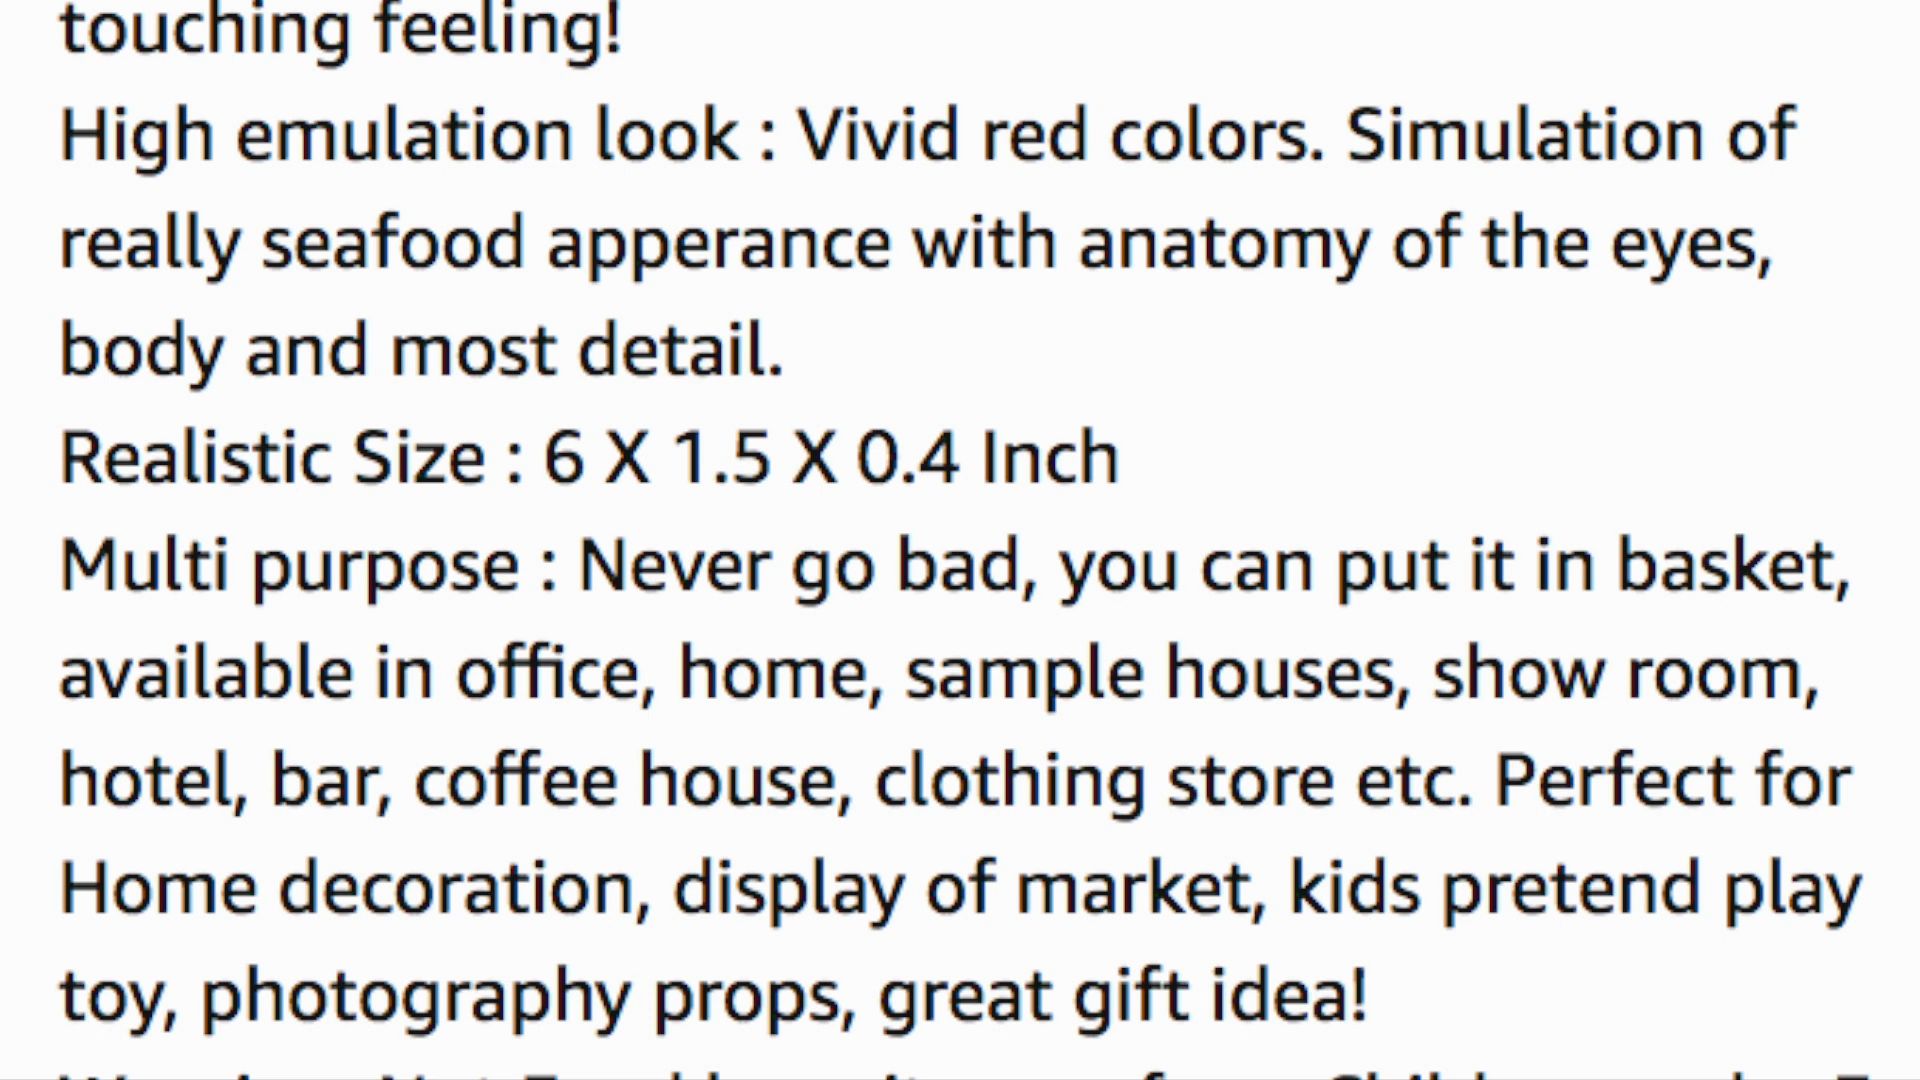 touching feeling!
High emulation look : Vivid red colors. Simulation of
really seafood apperance with anatomy of the eyes,
body and most detail.
Realistic Size : 6 X 1.5 X 0.4 Inch
Multi purpose : Never go bad, you can put it in basket,
available in office, home, sample houses, show room,
hotel, bar, coffee house, clothing store etc. Perfect for
Home decoration, display of market, kids pretend play
toy, photography props, great gift idea!